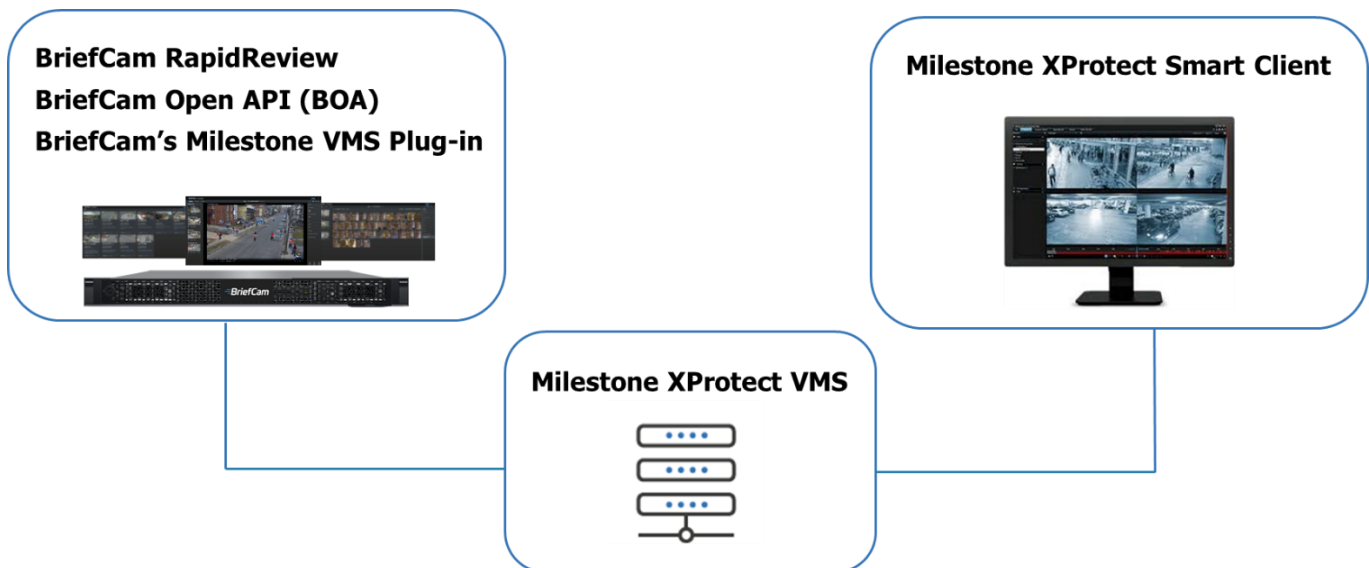 BriefCam RapidReview
BriefCam Open API (BOA)
BriefCam's Milestone VMS Plug-in
BriefCam
Milestone XProtect Smart Client
Milestone XProtect VMS